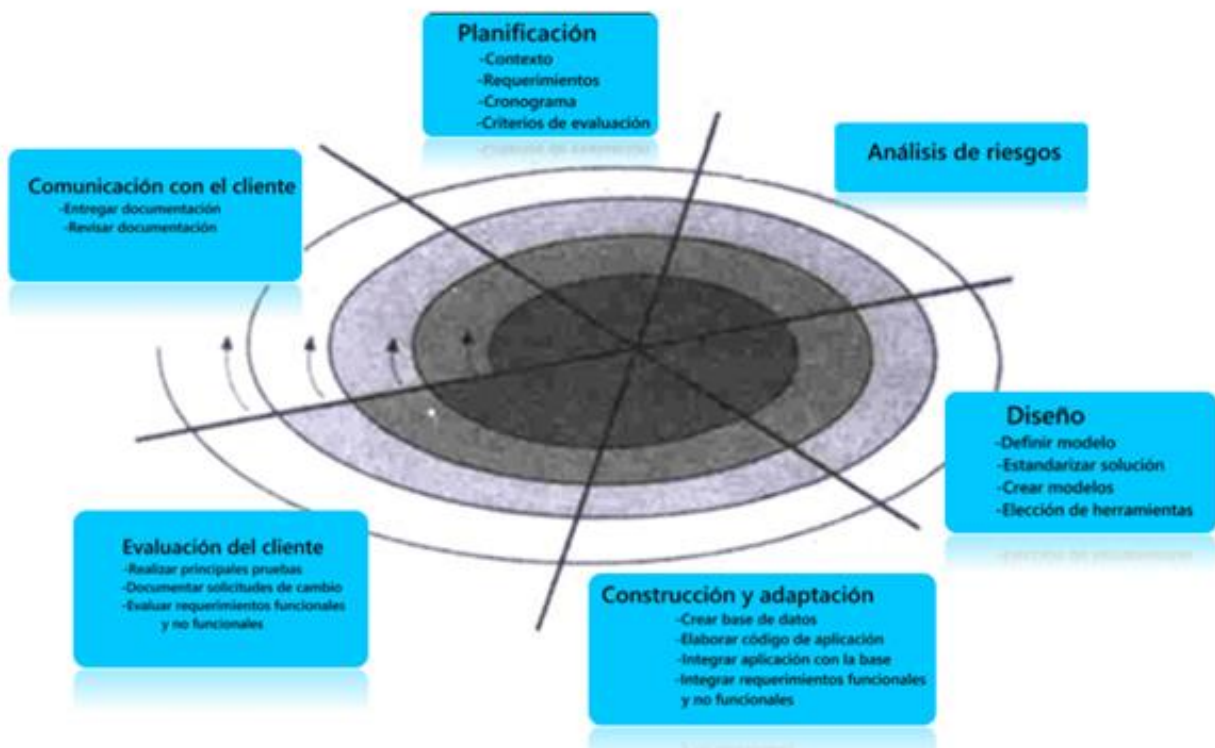 Planificación
-Contexto
-Requerimientos
-Cronograma
-Criterios de evaluación
Análisis de riesgos
Comunicación con el cliente
-Entregar documentación
-Revisar documentación
Diseño
-Definir modelo
-Estandarizar solución
-Crear modelos
-Elección de herramientas
Evaluación del cliente
-Realizar principales pruebas
-Documentar solicitudes de cambio
-Evaluar requerimientos funcionales
y no funcionales
Construcción y adaptación
-Crear base de datos
-Elaborar código de aplicación
-Integrar aplicación con la base
-Integrar requerimientos funcionales
y no funcionales